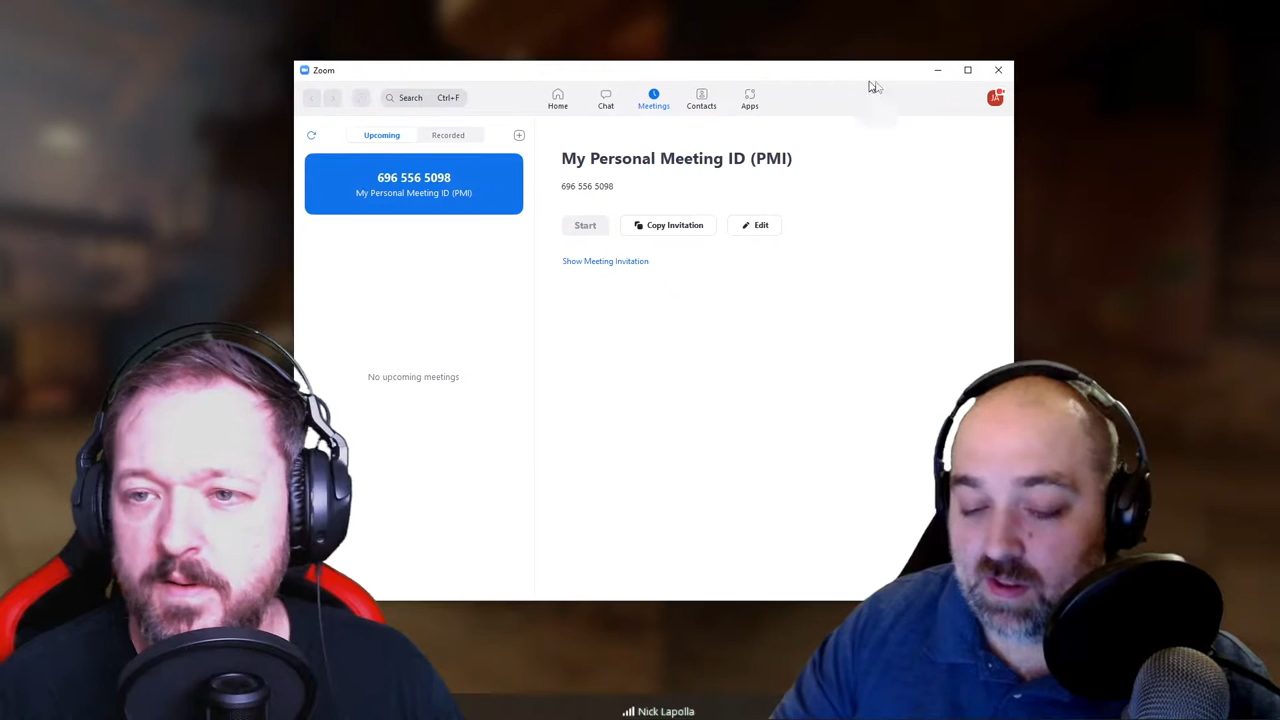 Zoom
Search Ctrl+F
Home
Chat
Meetings
Contacts
Apps
JA
Upcoming
Recorded
696 556 5098
My Personal Meeting ID (PMI)
No upcoming meetings
My Personal Meeting ID (PMI)
696 556 5098
Start
Copy Invitation
Edit
Show Meeting Invitation
Nick Lapolla